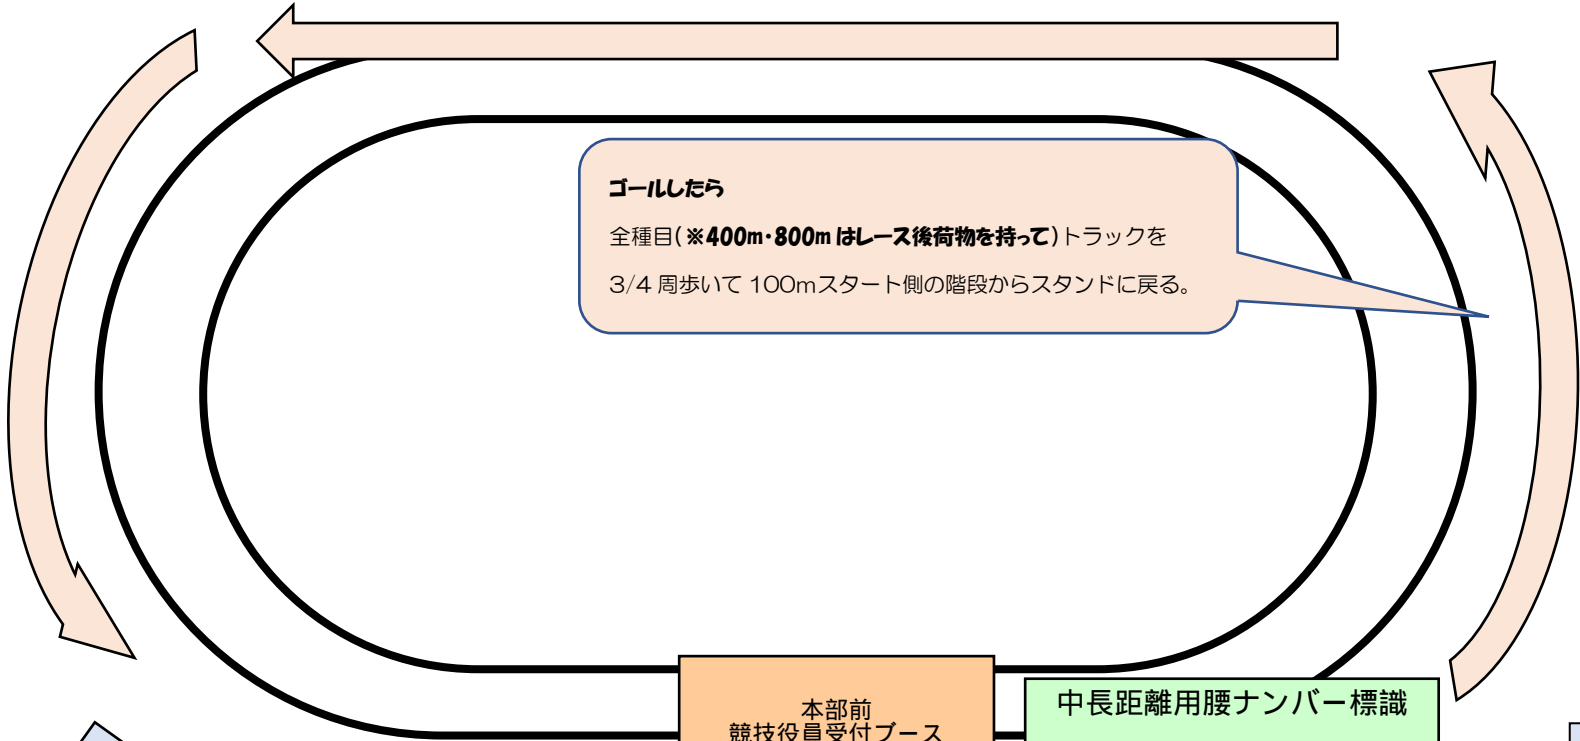 ゴールしたら
全種目(※400m・800mはレース後荷物を持って)トラックを
3/4周歩いて100mスタート側の階段からスタンドに戻る。
本部前
競技役員受付ブース
中長距離用腰ナンバー標識